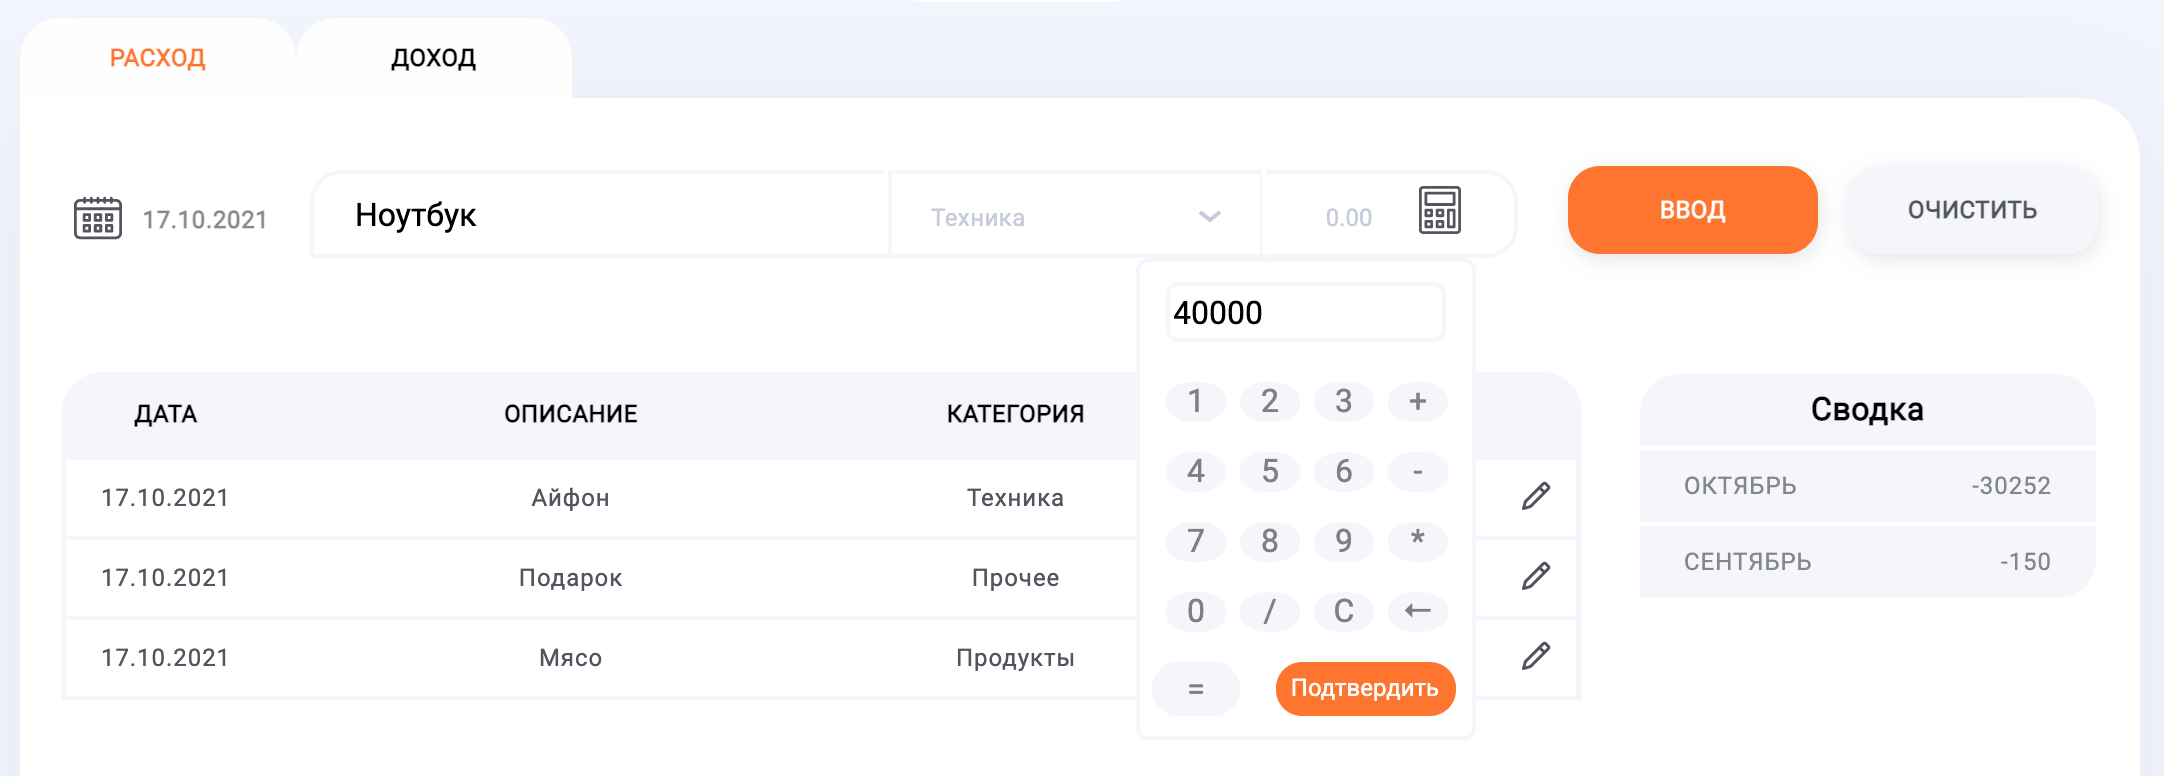 РАСХОД
ДОХОД
17.10.2021
Ноутбук
Техника
0.00
ВВОД
ОЧИСТИТЬ
40000
1 2 3 +
4 5 6 -
7 8 9 *
0 / C ←
= Подтвердить
ДАТА ОПИСАНИЕ КАТЕГОРИЯ
17.10.2021 Айфон Техника
17.10.2021 Подарок Прочее
17.10.2021 Мясо Продукты
Сводка
ОКТЯБРЬ -30252
СЕНТЯБРЬ -150